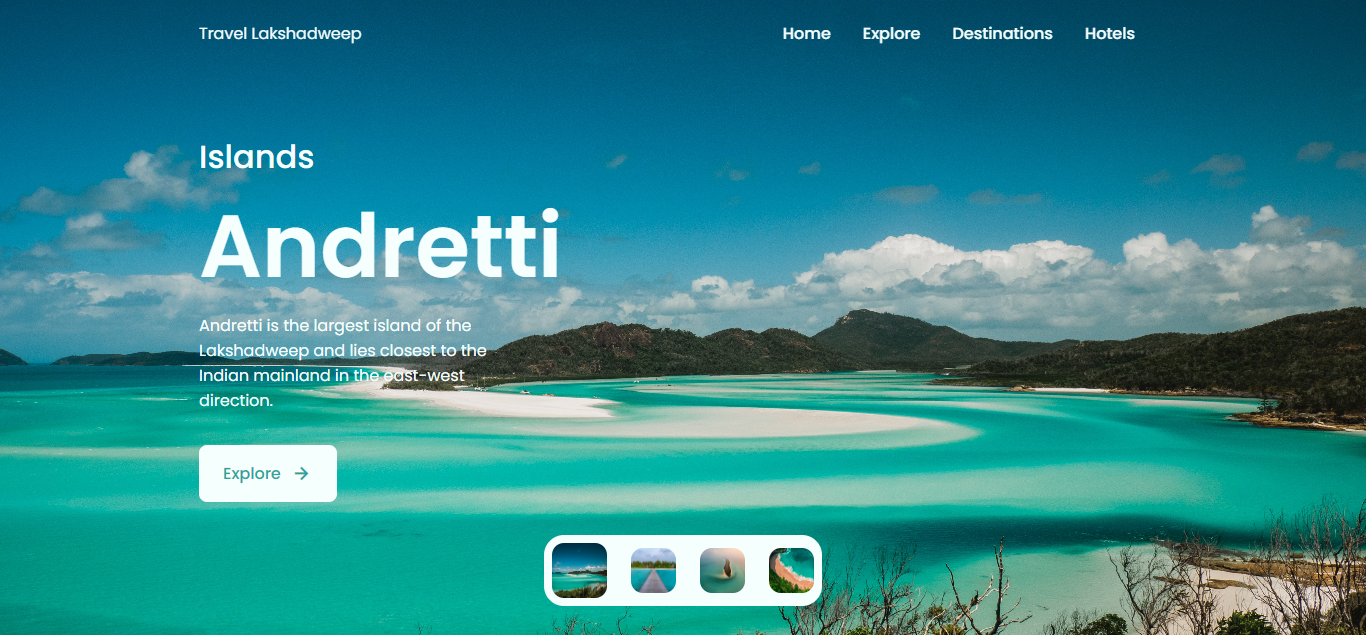 Travel Lakshadweep
Home Explore Destinations Hotels
Islands
Andretti
Andretti is the largest island of the
Lakshadweep and lies closest to the
Indian mainland in the east-west
direction.
Explore